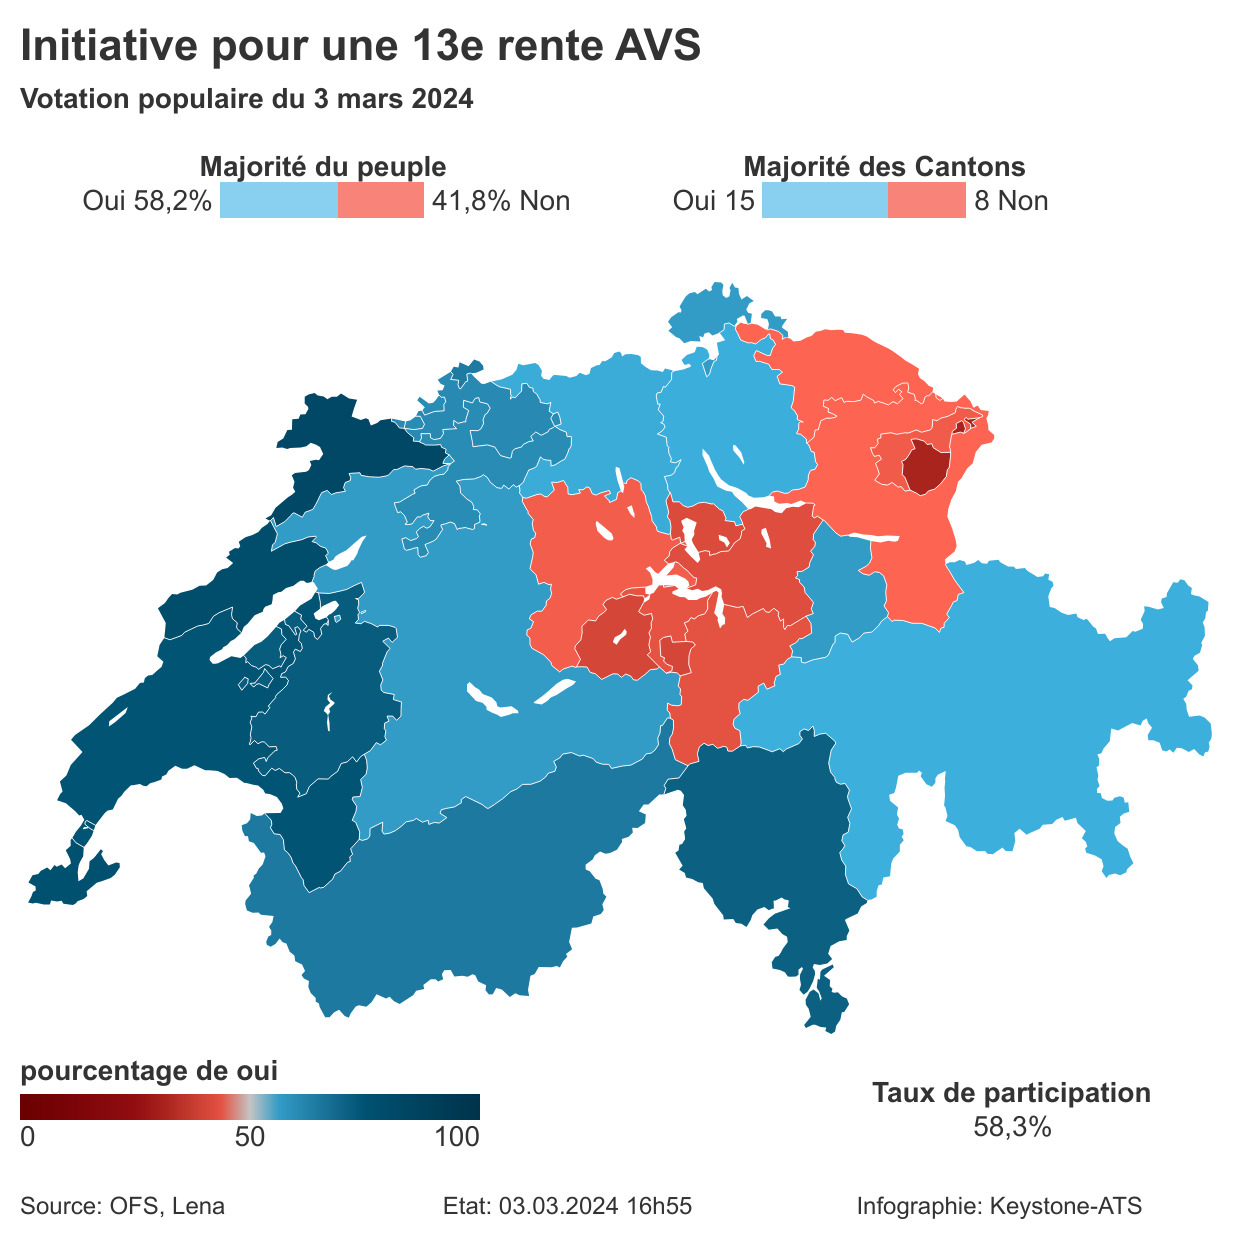 Initiative pour une 13e rente AVS
Votation populaire du 3 mars 2024
Majorité du peuple
Oui 58,2% 41,8% Non
Majorité des Cantons
Oui 15 8 Non
pourcentage de oui
0 50 100
Taux de participation
58,3%
Source: OFS, Lena
Etat: 03.03.2024 16h55
Infographie: Keystone-ATS